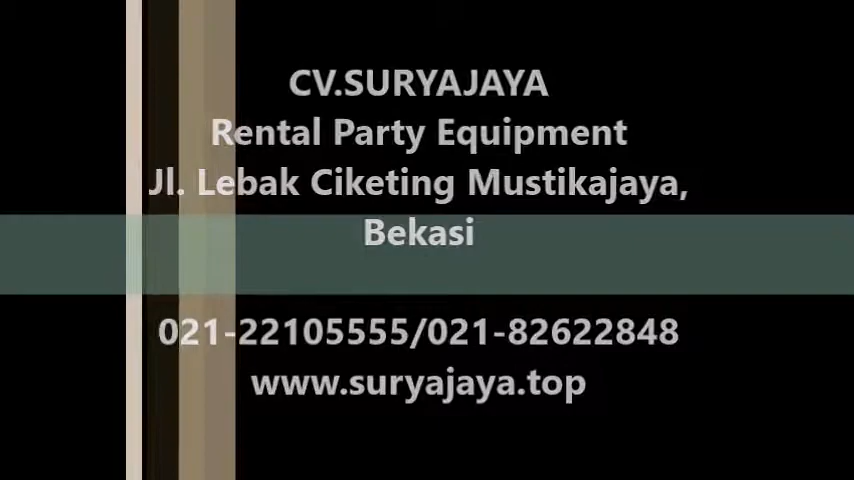 CV.SURYAJAYA
Rental Party Equipment
Jl. Lebak Ciketing Mustikajaya,
Bekasi
021-22105555/021-82622848
www.suryajaya.top